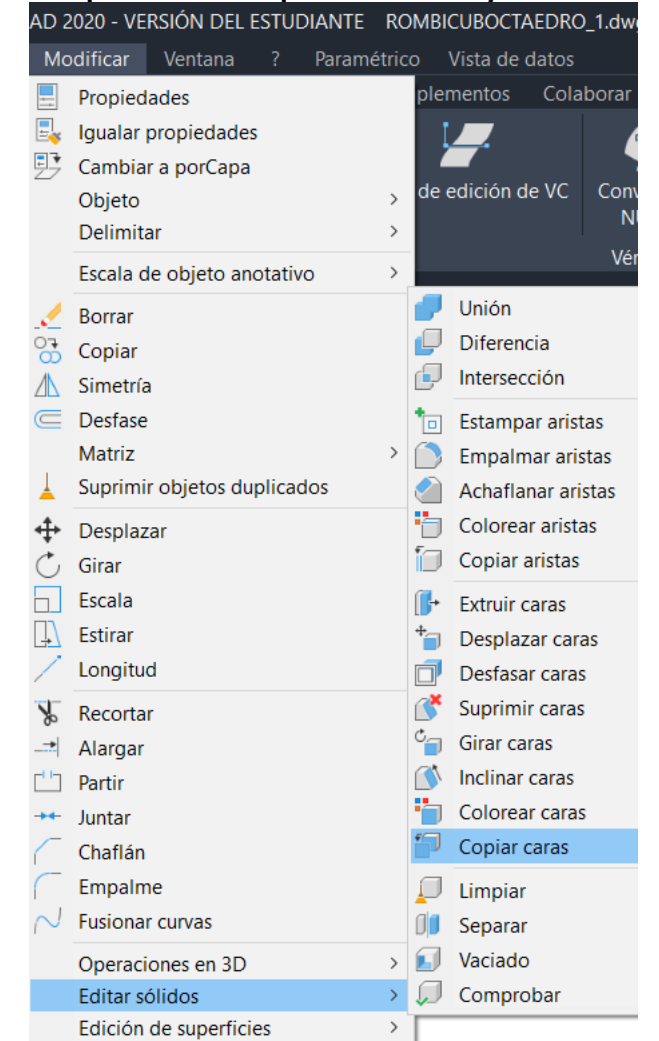 AD 2020 - VERSIÓN DEL ESTUDIANTE ROMBICUBOCTAEDRO_1.dwg
Modificar Ventana ? Paramétrico Vista de datos
plementos Colaborar
de edición de VC
Propiedades
Igualar propiedades
Cambiar a porCapa
Objeto
Delimitar
Escala de objeto anotativo
Borrar
Copiar
Simetría
Desfase
Matriz
Suprimir objetos duplicados
Desplazar
Girar
Escala
Estirar
Longitud
Recortar
Alargar
Partir
Juntar
Chaflán
Empalme
Fusionar curvas
Operaciones en 3D
Editar sólidos
Edición de superficies
Unión
Diferencia
Intersección
Estampar aristas
Empalmar aristas
Achaflanar aristas
Colorear aristas
Copiar aristas
Extruir caras
Desplazar caras
Desfasar caras
Suprimir caras
Girar caras
Inclinar caras
Colorear caras
Copiar caras
Limpiar
Separar
Vaciado
Comprobar